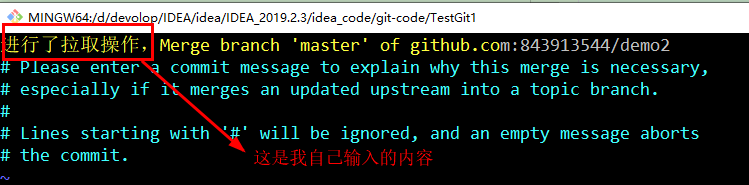 MINGW64:/d/devolop/IDEA/idea/IDEA_2019.2.3/idea_code/git-code/TestGit1
进行了拉取操作，Merge branch 'master' of github.com:843913544/demo2
# Please enter a commit message to explain why this merge is necessary,
# especially if it merges an updated upstream into a topic branch.
#
# Lines starting with '#' will be ignored, and an empty message aborts
# the commit.
这是我自己输入的内容
~